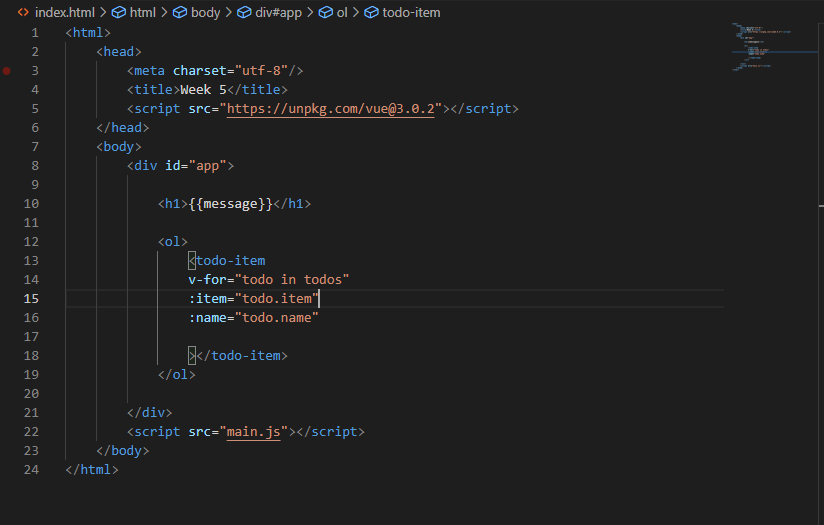 index.html > html > body > div#app > ol > todo-item
1 <html>
2     <head>
3         <meta charset="utf-8"/>
4         <title>Week 5</title>
5         <script src="https://unpkg.com/vue@3.0.2"></script>
6     </head>
7     <body>
8         <div id="app">
9
10             <h1>{{message}}</h1>
11
12             <ol>
13                 <todo-item
14                 v-for="todo in todos"
15                 :item="todo.item"
16                 :name="todo.name"
17
18                 ></todo-item>
19             </ol>
20
21         </div>
22         <script src="main.js"></script>
23     </body>
24 </html>